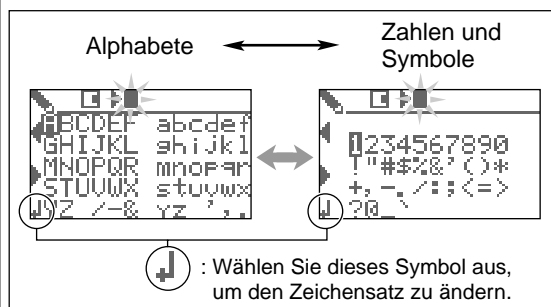 Alphabete
Zahlen und
Symbole
ABCDEF abcdef
GHIJKL ghijkl
MNOPQR mnopqr
STUVWX stuvwx
YZ /-& yz ',.
1234567890
!"#$%&'()*
+,-./:;<=>
?@_`
: Wählen Sie dieses Symbol aus,
um den Zeichensatz zu ändern.